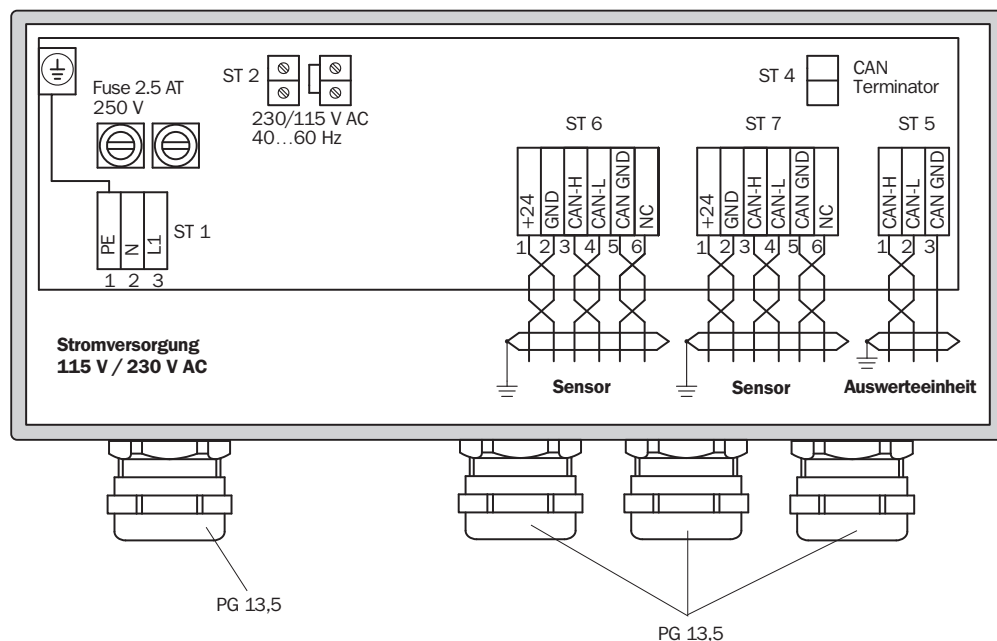 Fuse 2.5 AT
250 V
ST 2
230/115 V AC
40...60 Hz
ST 4
CAN
Terminator
ST 6
ST 7
ST 5
+24
GND
CAN-H
CAN-L
CAN GND
NC
+24
GND
CAN-H
CAN-L
CAN GND
NC
CAN-H
CAN-L
CAN GND
1 2 3 4 5 6
1 2 3 4 5 6
1 2 3
PE
N
L1
ST 1
1 2 3
Stromversorgung
115 V / 230 V AC
Sensor
Sensor
Auswerteeinheit
PG 13,5
PG 13,5